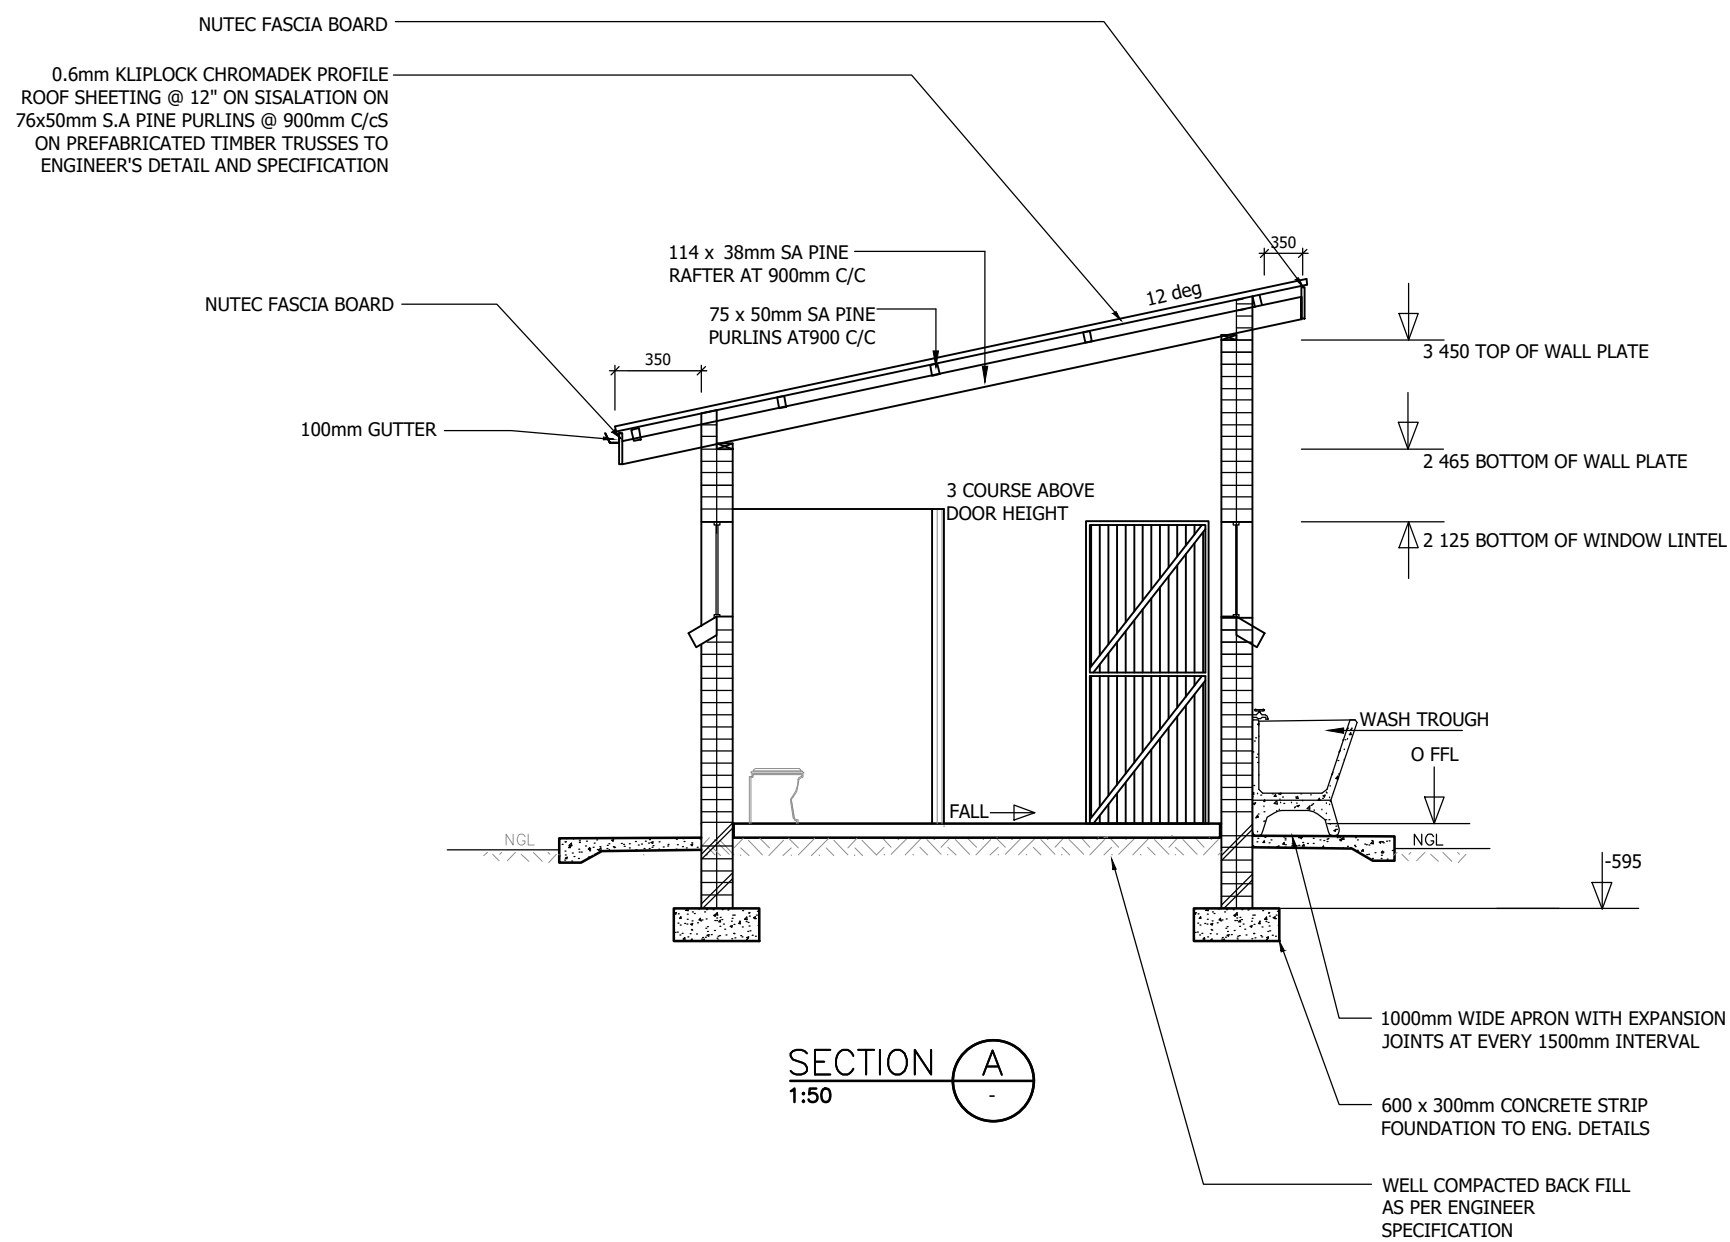 NUTEC FASCIA BOARD
0.6mm KLIPLOCK CHROMADEK PROFILE
ROOF SHEETING @ 12" ON SISALATION ON
76x50mm S.A PINE PURLINS @ 900mm C/cS
ON PREFABRICATED TIMBER TRUSSES TO
ENGINEER'S DETAIL AND SPECIFICATION
114 x 38mm SA PINE
RAFTER AT 900mm C/C
350
12 deg
NUTEC FASCIA BOARD
75 x 50mm SA PINE
PURLINS AT900 C/C
3 450 TOP OF WALL PLATE
350
100mm GUTTER
2 465 BOTTOM OF WALL PLATE
3 COURSE ABOVE
DOOR HEIGHT
2 125 BOTTOM OF WINDOW LINTEL
WASH TROUGH
O FFL
FALL
NGL
NGL
-595
1000mm WIDE APRON WITH EXPANSION
JOINTS AT EVERY 1500mm INTERVAL
SECTION A
1:50
-
600 x 300mm CONCRETE STRIP
FOUNDATION TO ENG. DETAILS
WELL COMPACTED BACK FILL
AS PER ENGINEER
SPECIFICATION